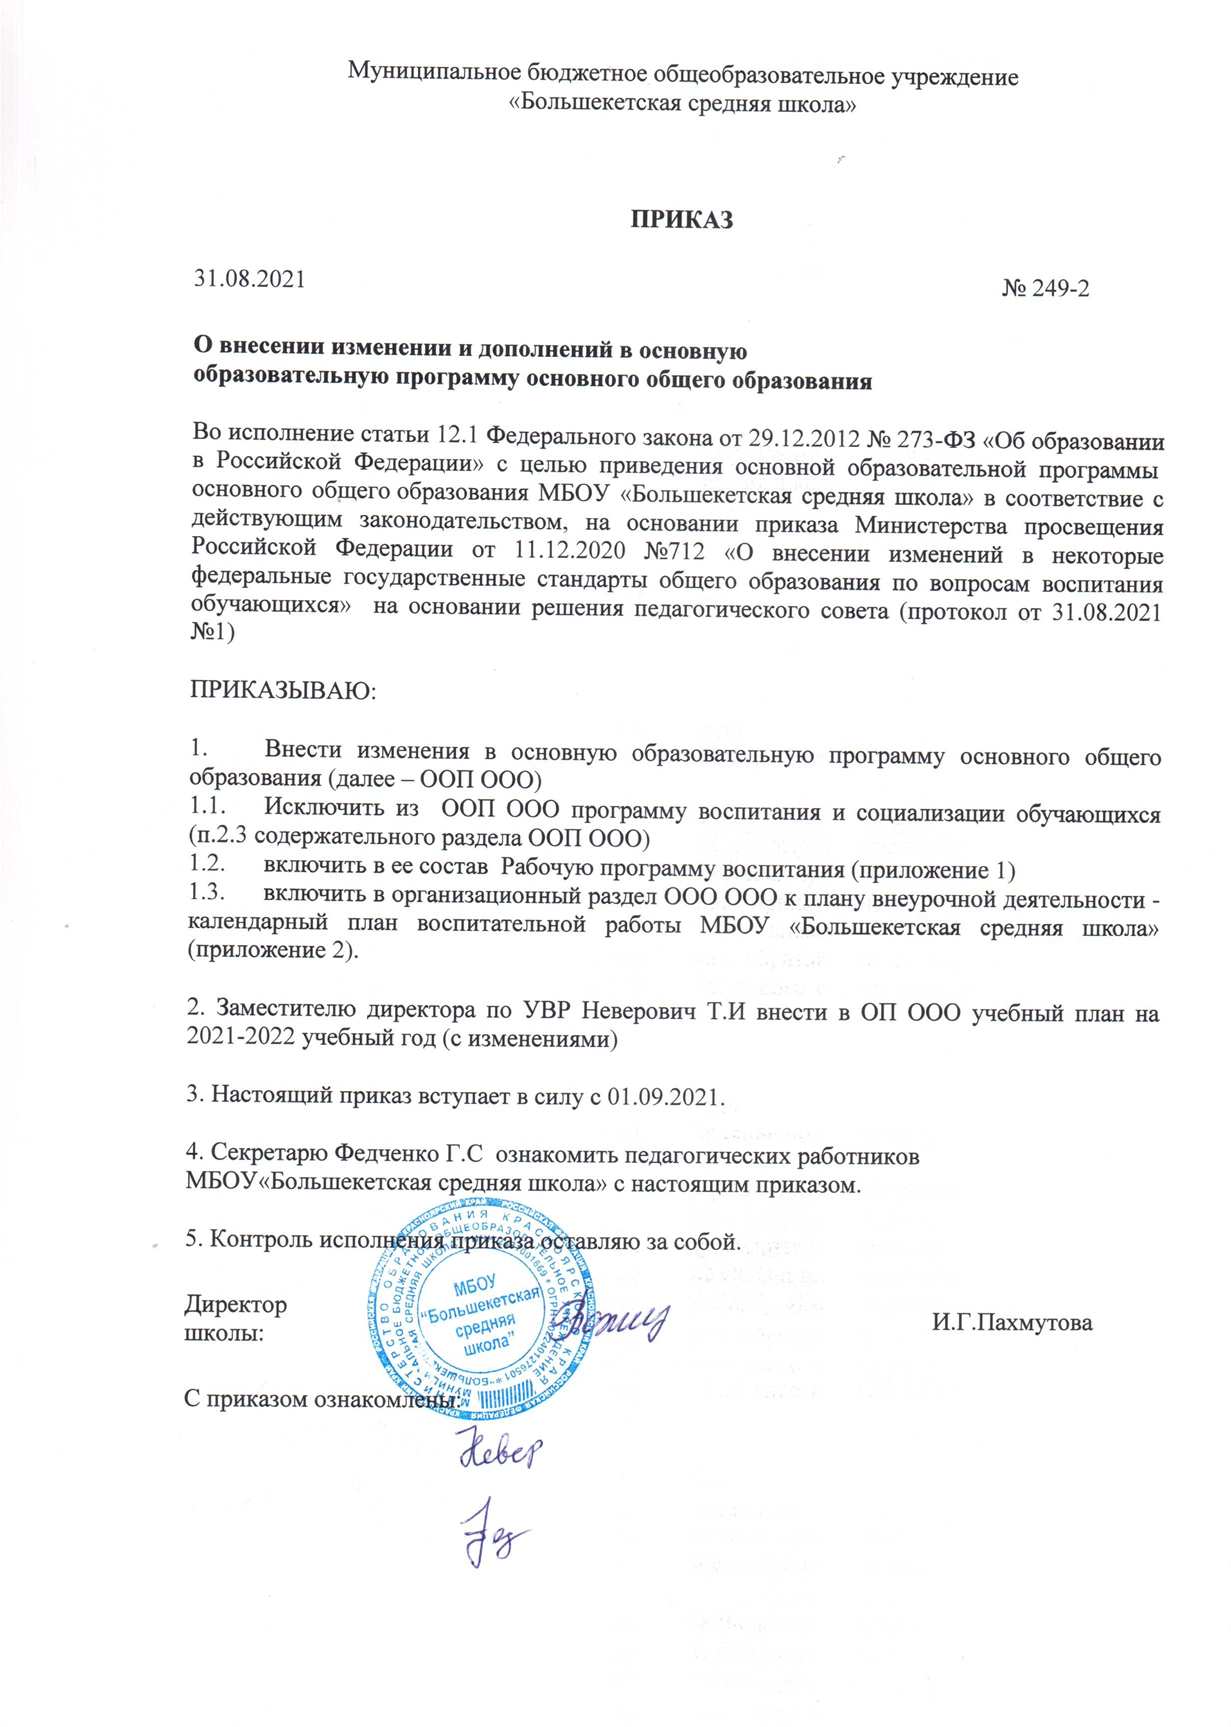 Муниципальное бюджетное общеобразовательное учреждение
«Большекетская средняя школа»
ПРИКАЗ
31.08.2021
№ 249-2
О внесении изменении и дополнений в основную
образовательную программу основного общего образования
Во исполнение статьи 12.1 Федерального закона от 29.12.2012 № 273-ФЗ «Об образовании
в Российской Федерации» с целью приведения основной образовательной программы
основного общего образования МБОУ «Большекетская средняя школа» в соответствие с
действующим законодательством, на основании приказа Министерства просвещения
Российской Федерации от 11.12.2020 №712 «О внесении изменений в некоторые
федеральные государственные стандарты общего образования по вопросам воспитания
обучающихся» на основании решения педагогического совета (протокол от 31.08.2021
№1)
ПРИКАЗЫВАЮ:
1. Внести изменения в основную образовательную программу основного общего
образования (далее – ООП ООО)
1.1. Исключить из ООП ООО программу воспитания и социализации обучающихся
(п.2.3 содержательного раздела ООП ООО)
1.2. включить в ее состав Рабочую программу воспитания (приложение 1)
1.3. включить в организационный раздел ООО ООО к плану внеурочной деятельности -
календарный план воспитательной работы МБОУ «Большекетская средняя школа»
(приложение 2).
2. Заместителю директора по УВР Неверович Т.И внести в ОП ООО учебный план на
2021-2022 учебный год (с изменениями)
3. Настоящий приказ вступает в силу с 01.09.2021.
4. Секретарю Федченко Г.С ознакомить педагогических работников
МБОУ«Большекетская средняя школа» с настоящим приказом.
5. Контроль исполнения приказа оставляю за собой.
МБОУ
"Большекетская
средняя
школа"
Директор
школы:
И.Г.Пахмутова
С приказом ознакомлены:
Невер